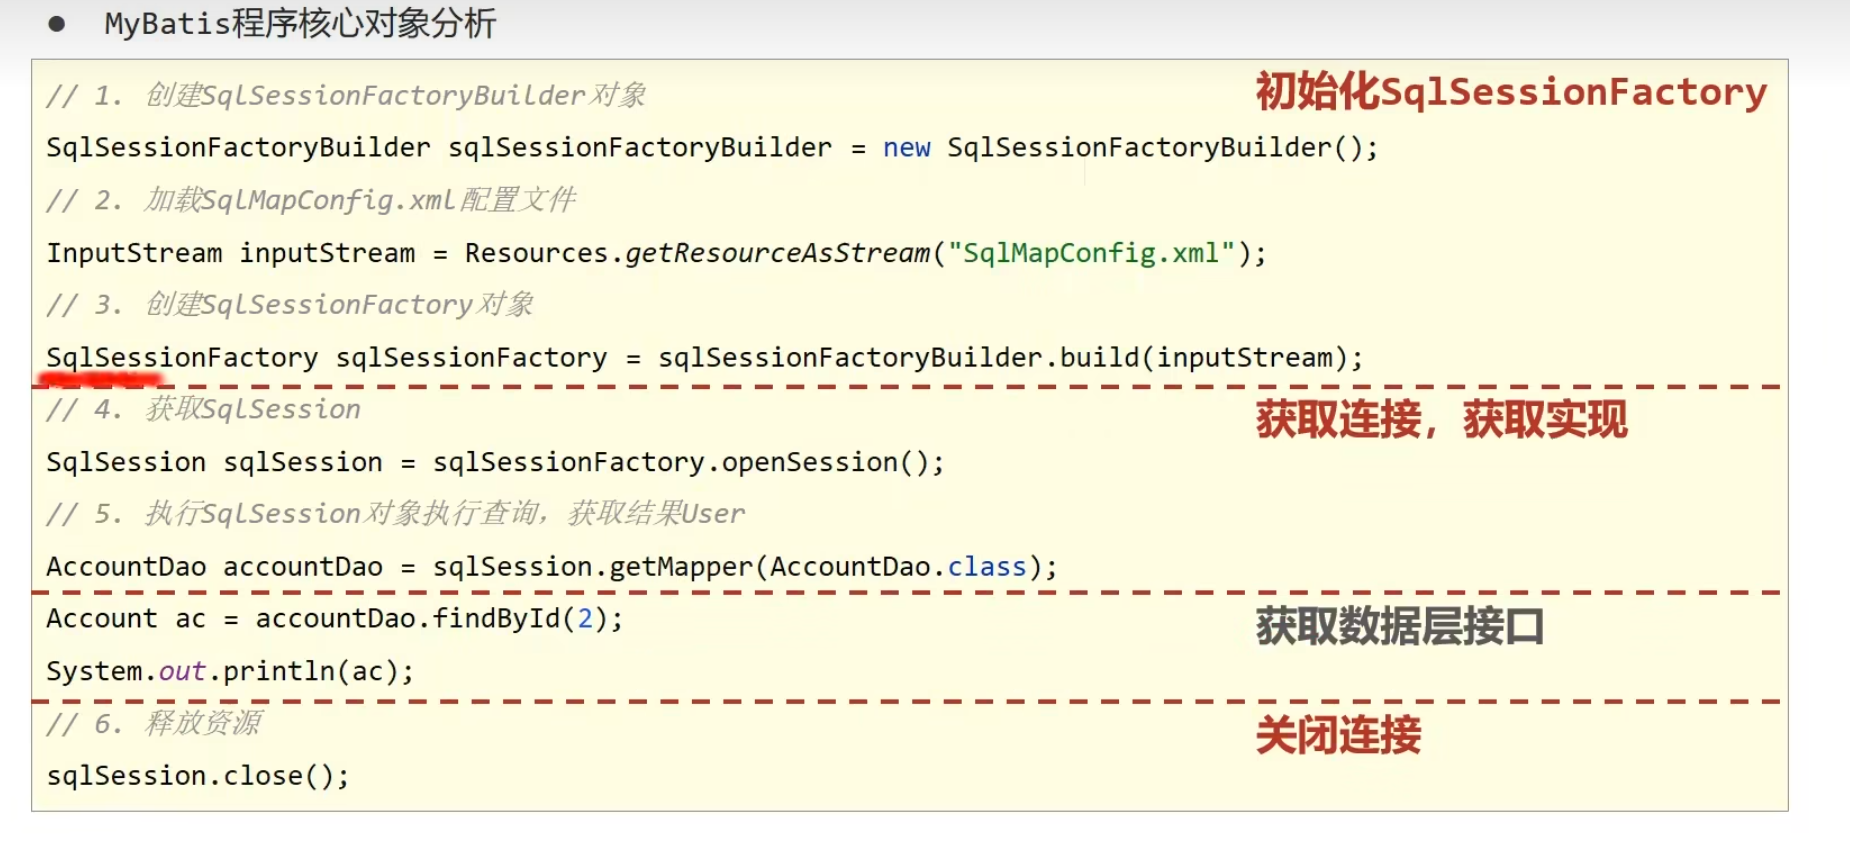 ● MyBatis程序核心对象分析
// 1. 创建SqlSessionFactoryBuilder对象
初始化SqlSessionFactory
SqlSessionFactoryBuilder sqlSessionFactoryBuilder = new SqlSessionFactoryBuilder();
// 2. 加载SqlMapConfig.xml配置文件
InputStream inputStream = Resources.getResourceAsStream("SqlMapConfig.xml");
// 3. 创建SqlSessionFactory对象
SqlSessionFactory sqlSessionFactory = sqlSessionFactoryBuilder.build(inputStream);
// 4. 获取SqlSession
获取连接，获取实现
SqlSession sqlSession = sqlSessionFactory.openSession();
// 5. 执行SqlSession对象执行查询，获取结果User
AccountDao accountDao = sqlSession.getMapper(AccountDao.class);
Account ac = accountDao.findById(2);
获取数据层接口
System.out.println(ac);
// 6. 释放资源
关闭连接
sqlSession.close();